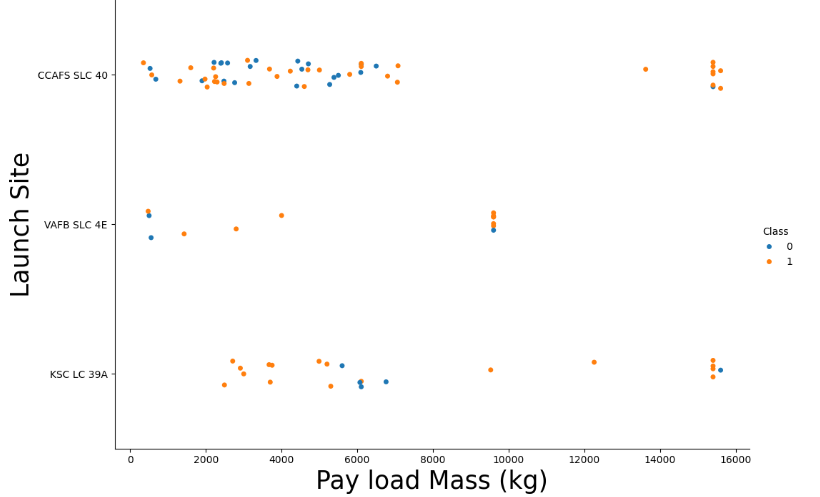 CCAFS SLC 40
VAFB SLC 4E
KSC LC 39A
Launch Site
0 2000 4000 6000 8000 10000 12000 14000 16000
Pay load Mass (kg)
Class
0
1